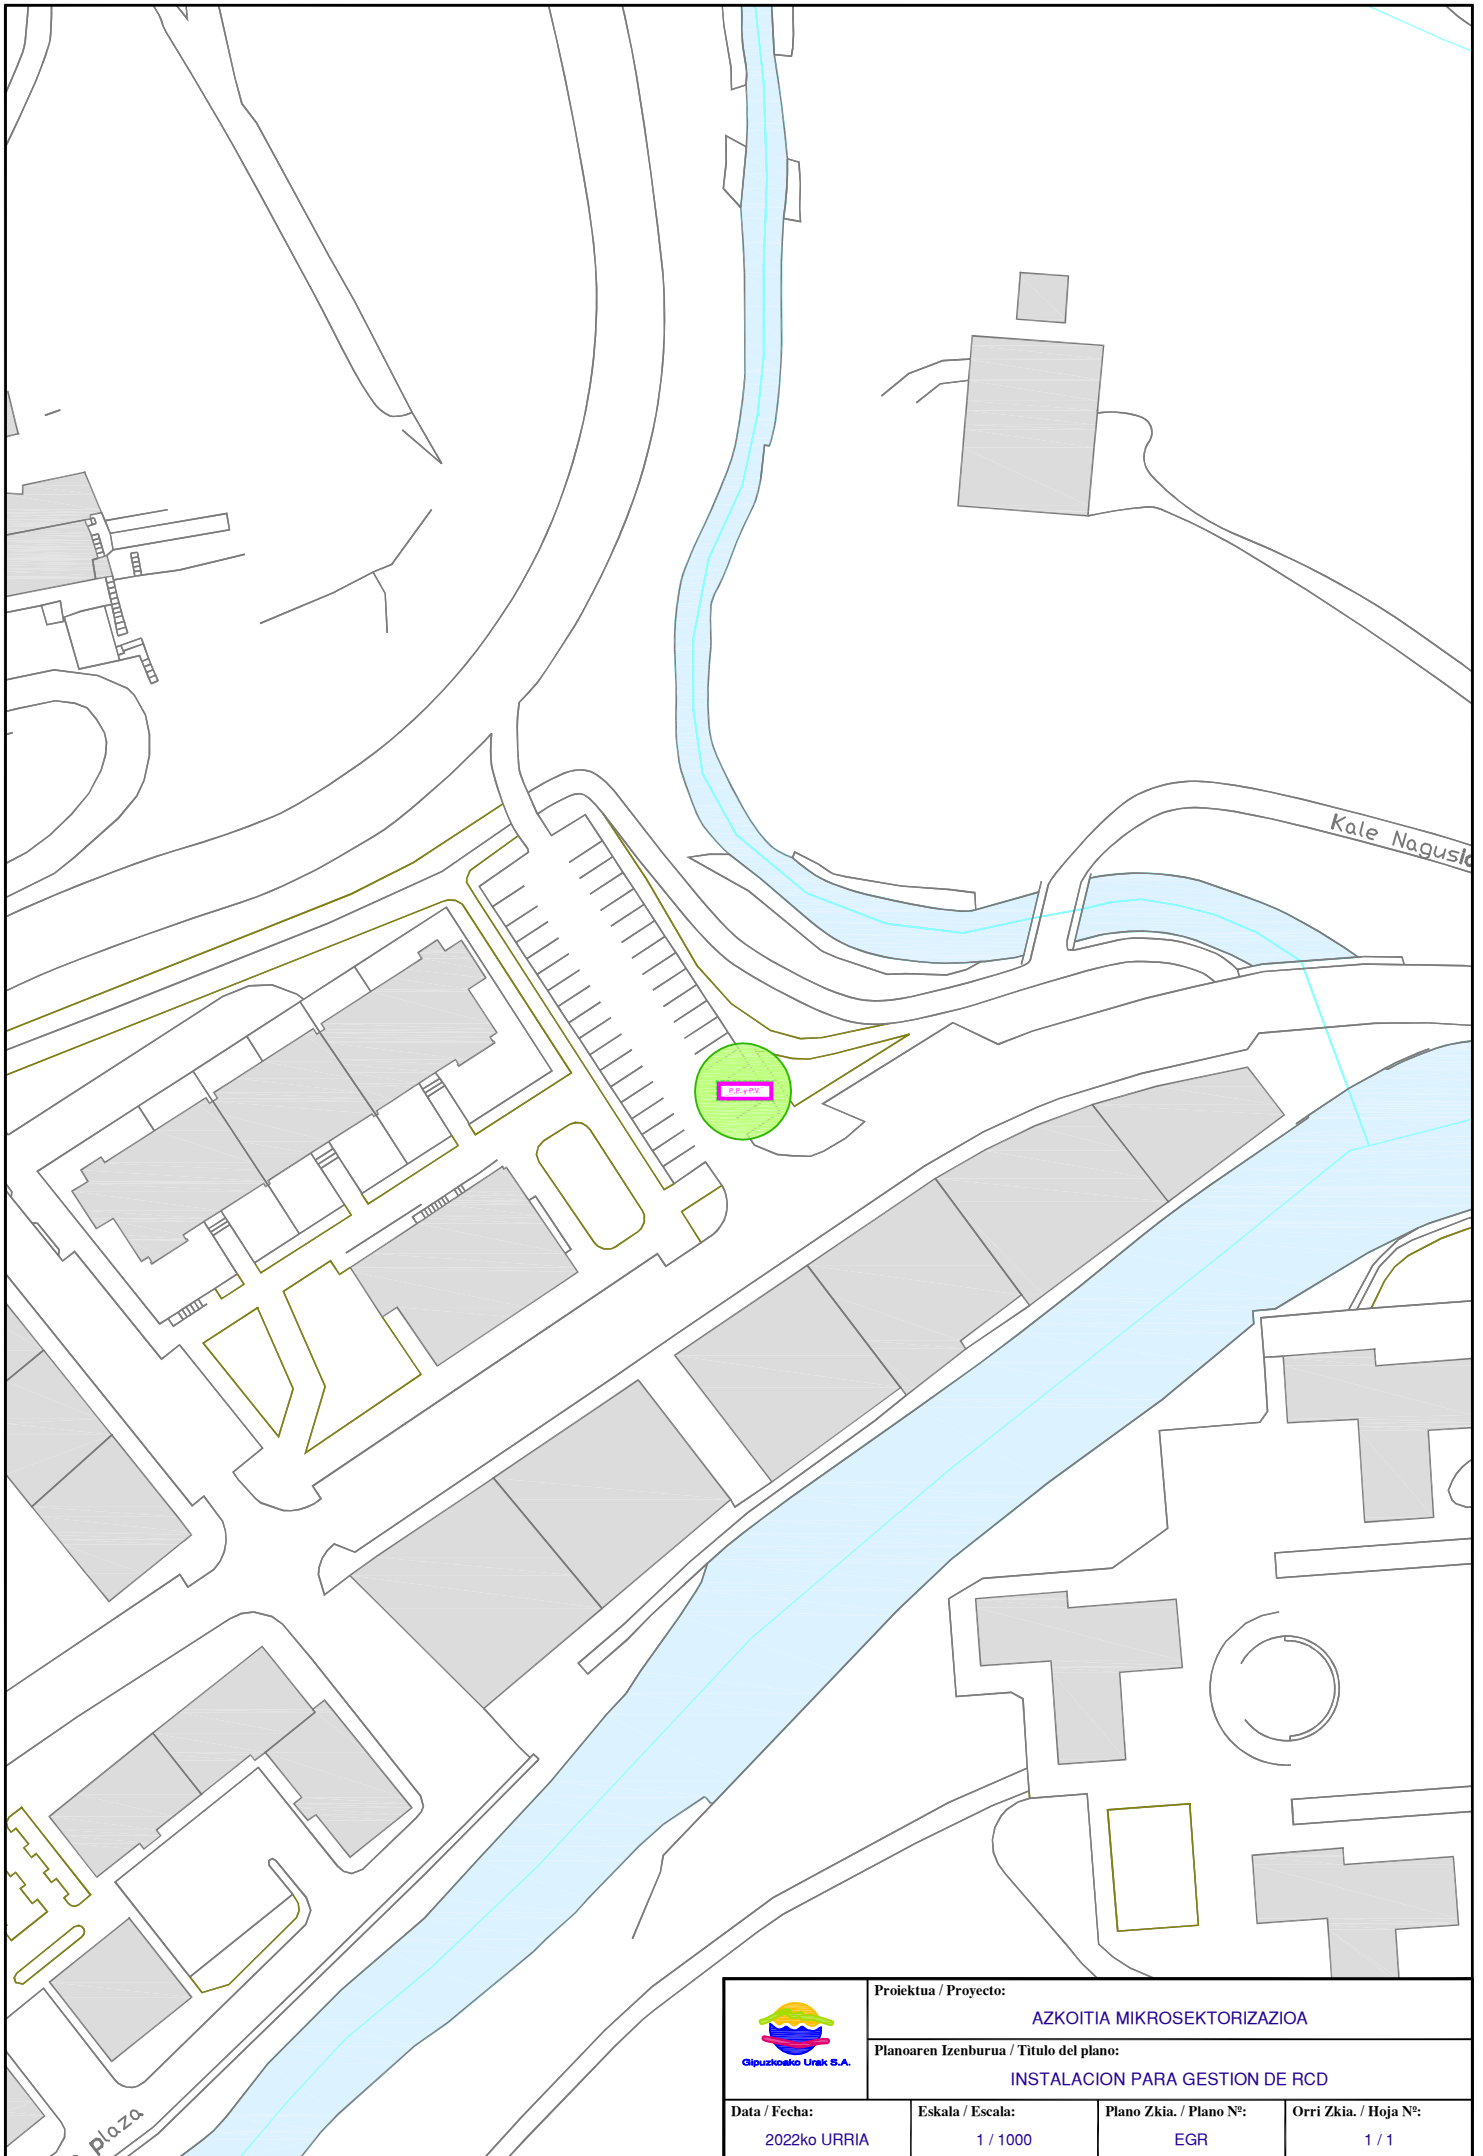 Kale Nagusia
P.R. y P.V.
plaza
Gipuzkoako Urak S.A.
Proiektua / Proyecto:
AZKOITIA MIKROSEKTORIZAZIOA
Planoaren Izenburua / Titulo del plano:
INSTALACION PARA GESTION DE RCD
Data / Fecha:
2022ko URRIA
Eskala / Escala:
1 / 1000
Plano Zkia. / Plano Nº:
EGR
Orri Zkia. / Hoja Nº:
1 / 1